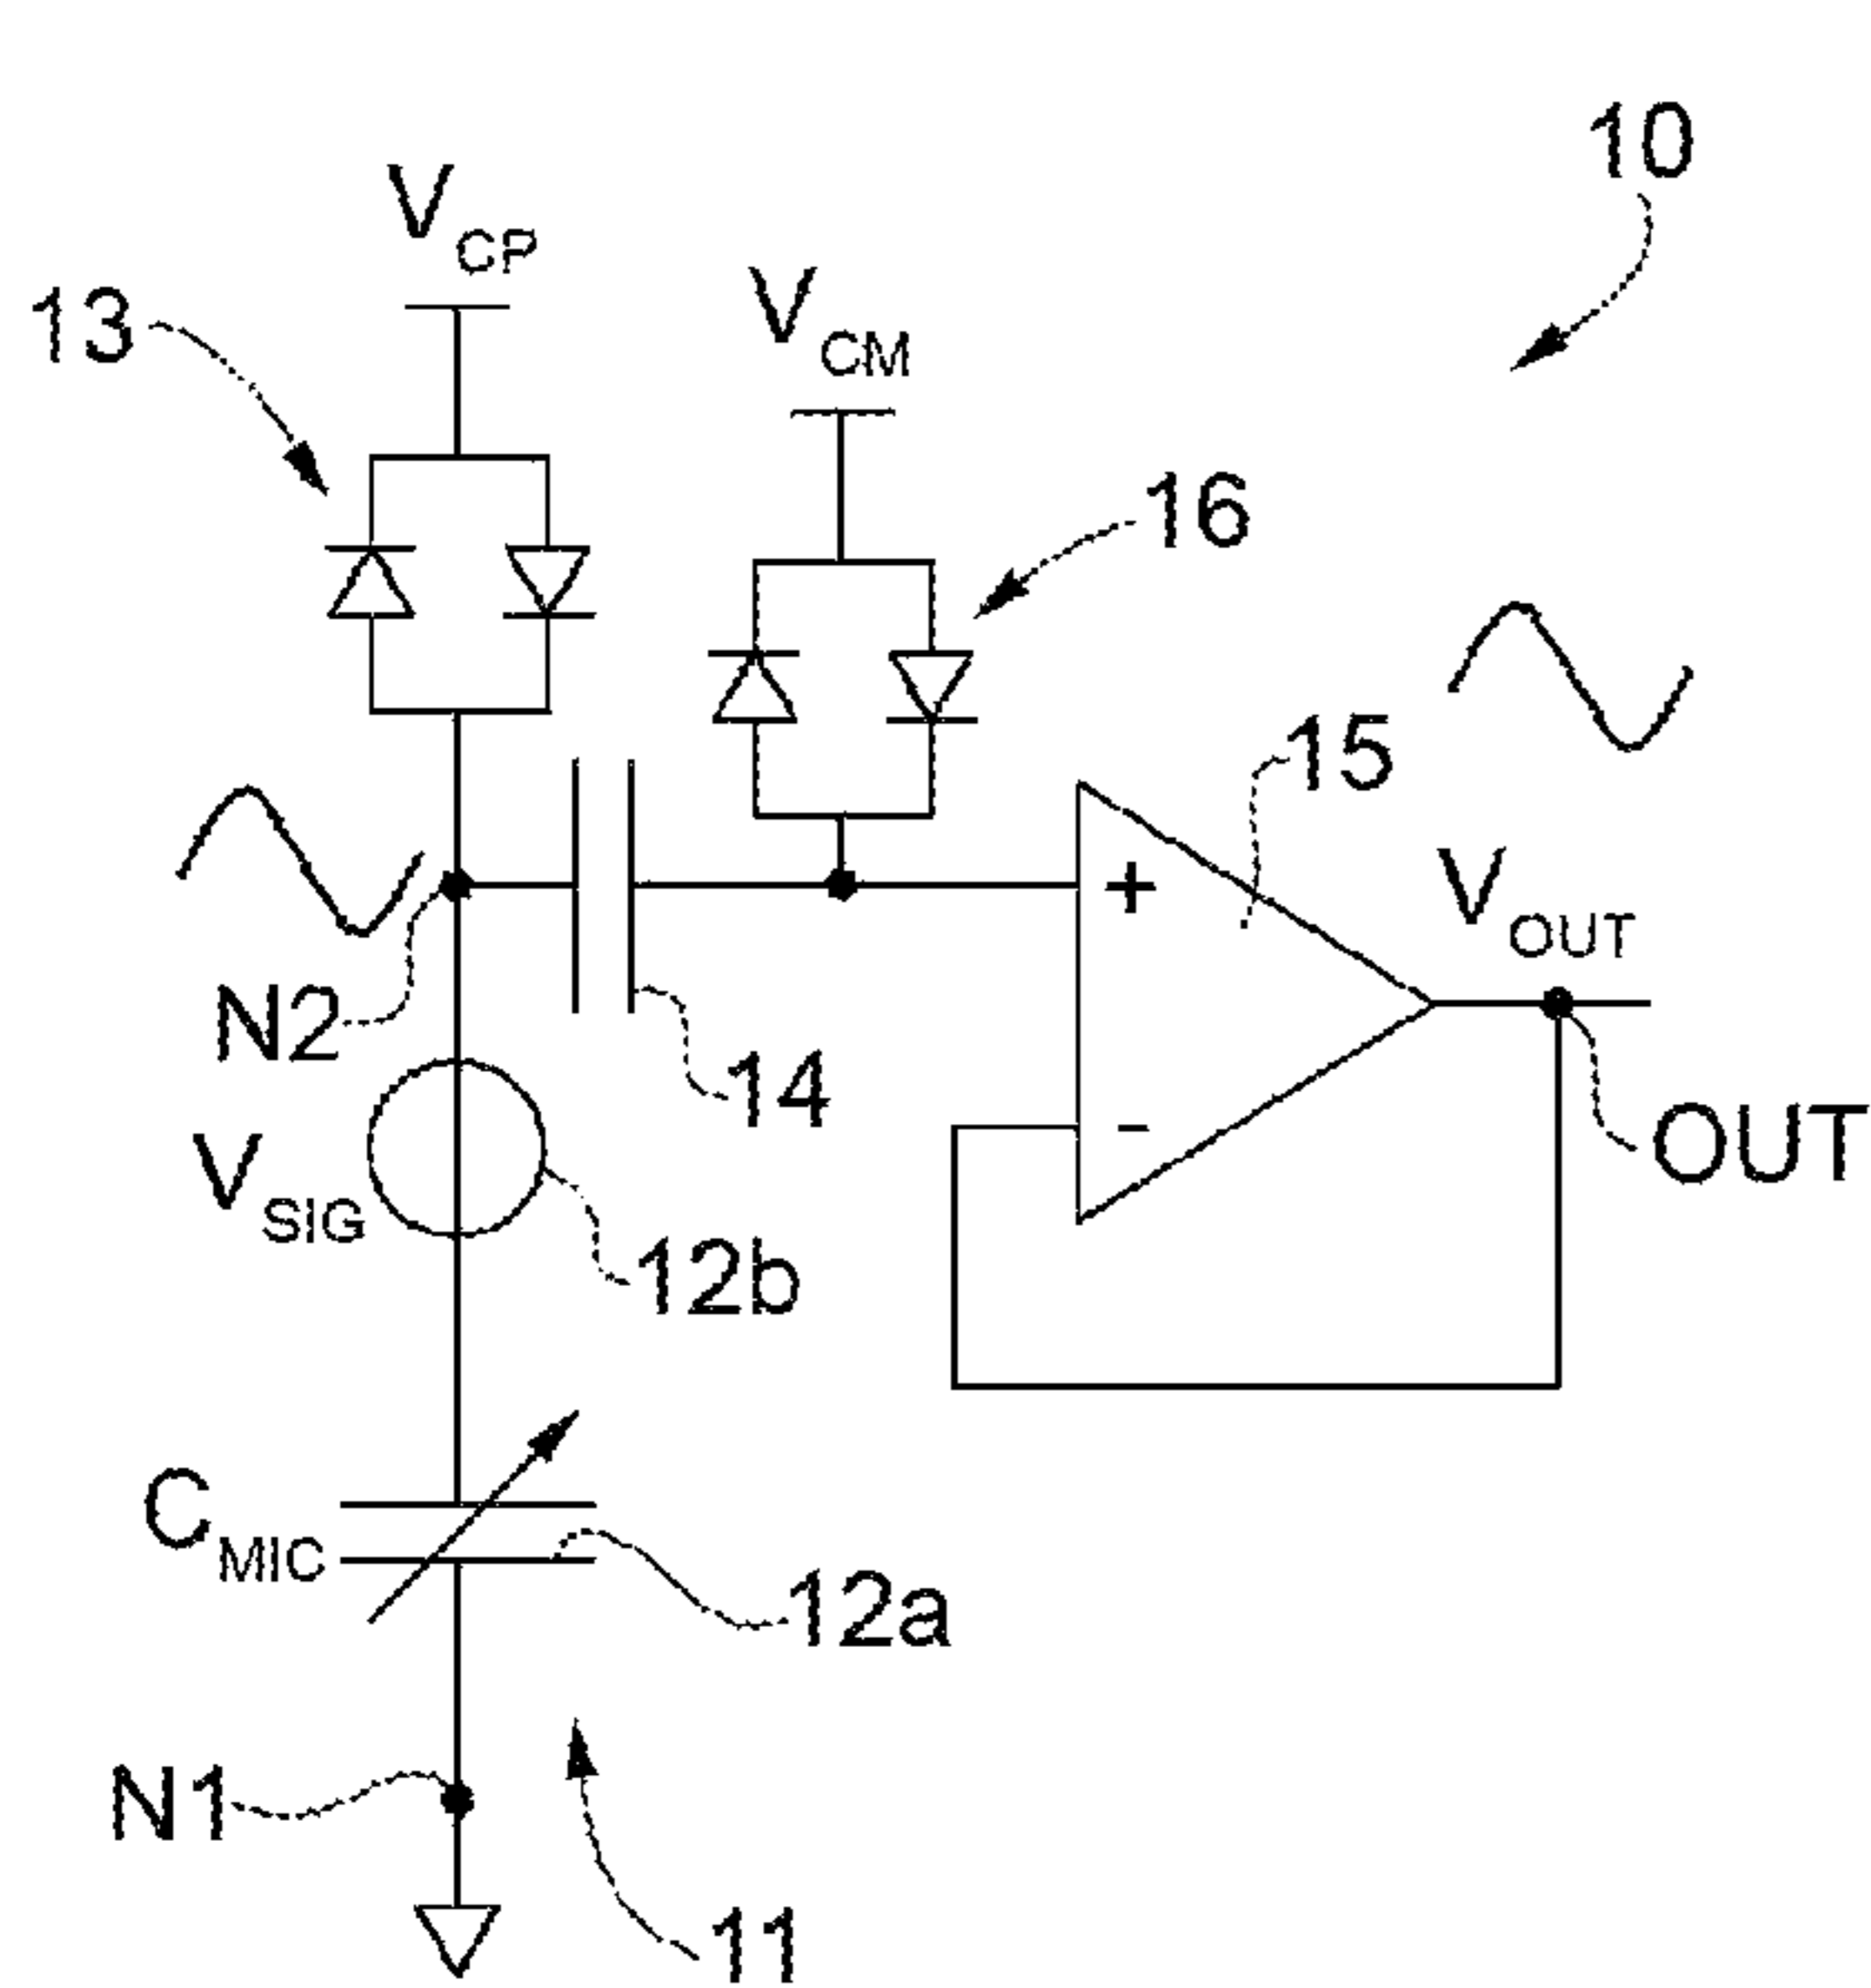 10
V_CP
13
V_CM
16
15
V_OUT
N2
14
OUT
V_SIG
12b
C_MIC
12a
N1
11
+
-